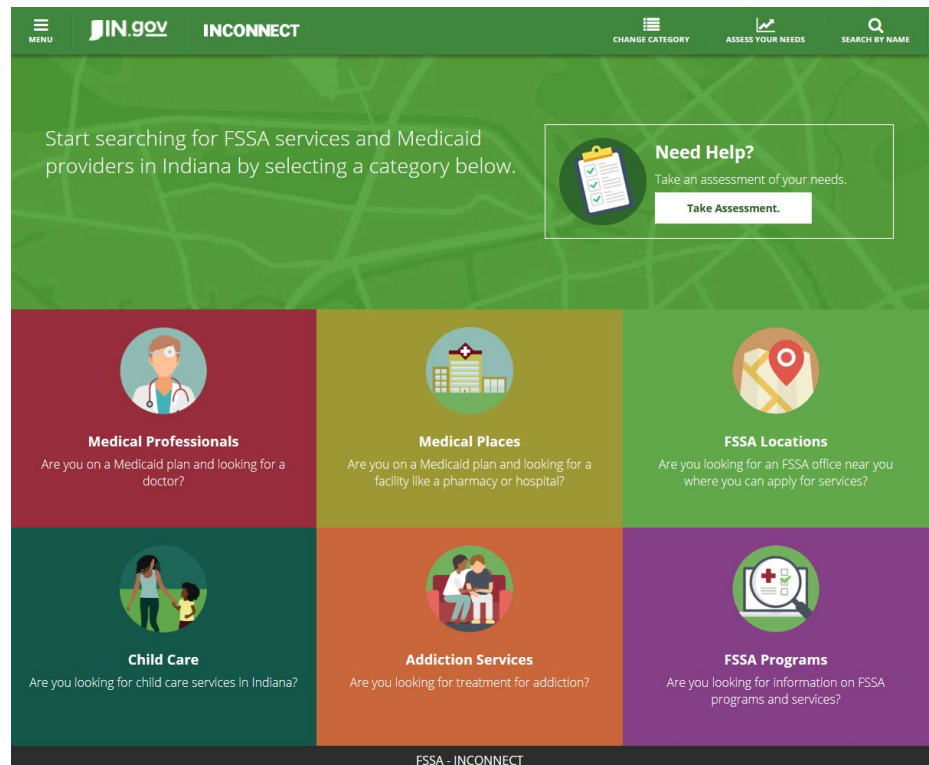 MENU
IN.gov
INCONNECT
CHANGE CATEGORY
ASSESS YOUR NEEDS
SEARCH BY NAME
Start searching for FSSA services and Medicaid
providers in Indiana by selecting a category below.
Need Help?
Take an assessment of your needs.
Take Assessment.
Medical Professionals
Are you on a Medicaid plan and looking for a
doctor?
Medical Places
Are you on a Medicaid plan and looking for a
facility like a pharmacy or hospital?
FSSA Locations
Are you looking for an FSSA office near you
where you can apply for services?
Child Care
Are you looking for child care services in Indiana?
Addiction Services
Are you looking for treatment for addiction?
FSSA Programs
Are you looking for information on FSSA
programs and services?
FSSA - INCONNECT